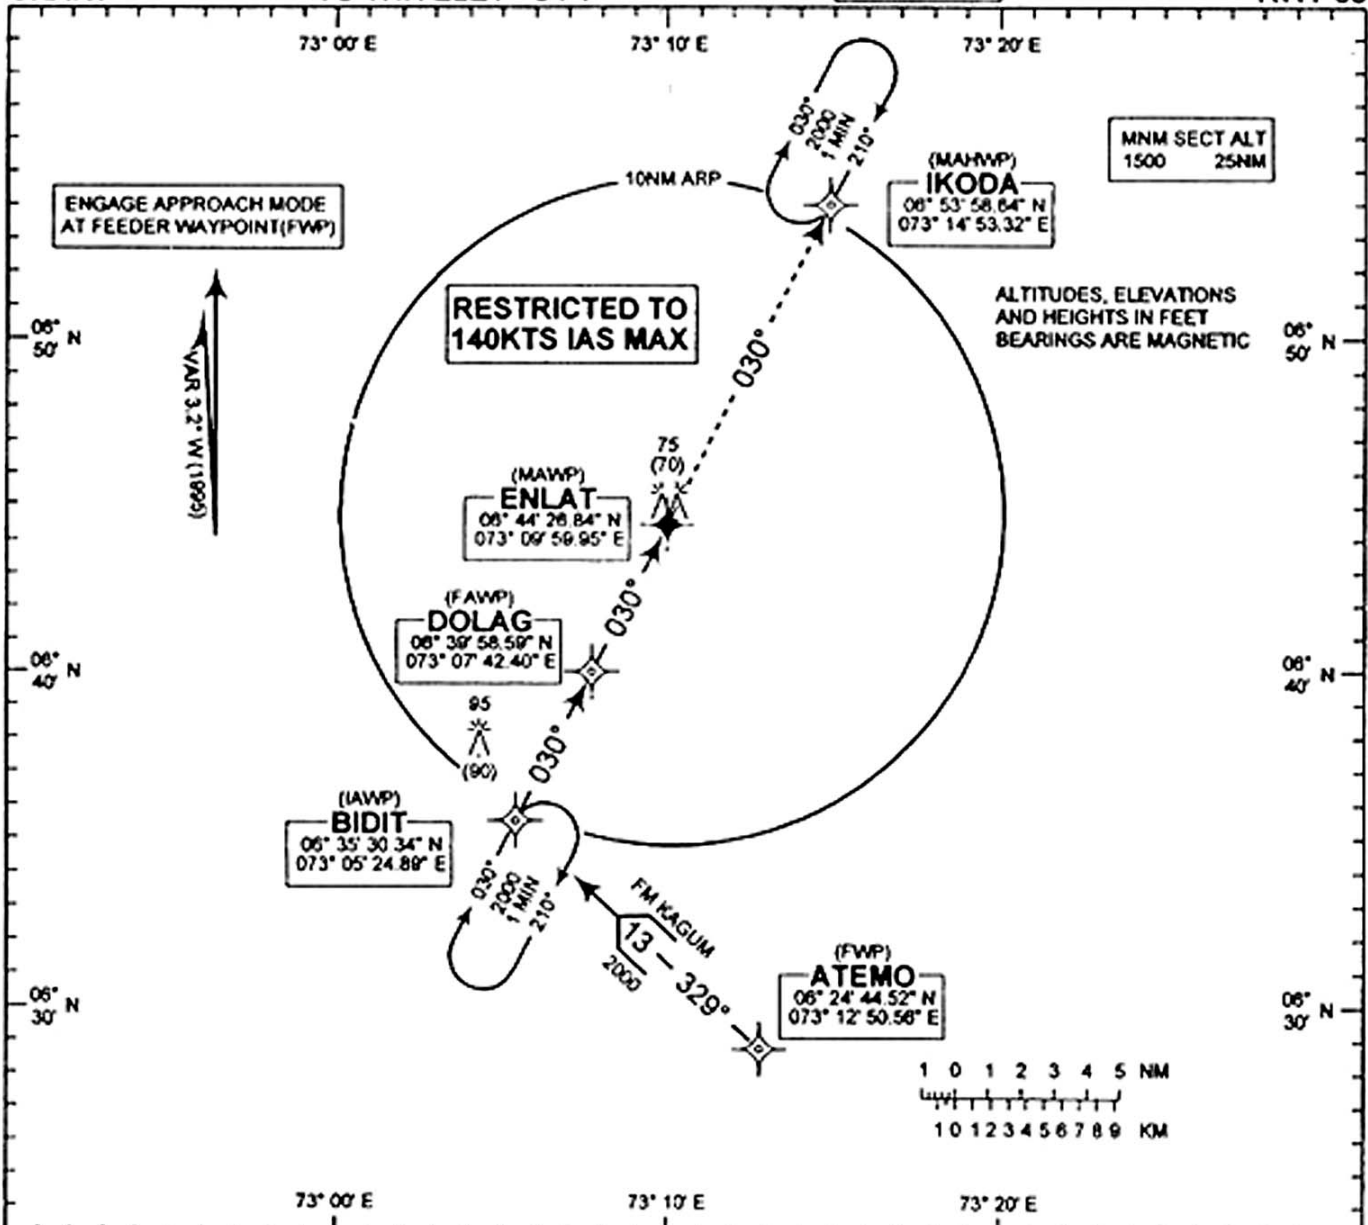 73° 00' E
73° 10' E
73° 20' E
030°
2000
1 MIN
210°
MNM SECT ALT
1500 25NM
10NM ARP
(MAHWP)
IKODA
06° 53' 58.64" N
073° 14' 53.32" E
ENGAGE APPROACH MODE
AT FEEDER WAYPOINT(FWP)
RESTRICTED TO
140KTS IAS MAX
ALTITUDES, ELEVATIONS
AND HEIGHTS IN FEET
BEARINGS ARE MAGNETIC
06°
50' N
06°
50' N
VAR 3.2° W (1995)
030°
75
(70)
(MAWP)
ENLAT
06° 44' 26.84" N
073° 09' 59.95" E
030°
(FAWP)
DOLAG
06° 39' 58.59" N
073° 07' 42.40" E
06°
40' N
06°
40' N
95
(90)
030°
(IAWP)
BIDIT
06° 35' 30.34" N
073° 05' 24.89" E
030°
2000
1 MIN
210°
FM KAGUM
13
2000
329°
(FWP)
ATEMO
06° 24' 44.52" N
073° 12' 50.56" E
06°
30' N
06°
30' N
1 0 1 2 3 4 5 NM
1 0 1 2 3 4 5 6 7 8 9 KM
73° 00' E
73° 10' E
73° 20' E